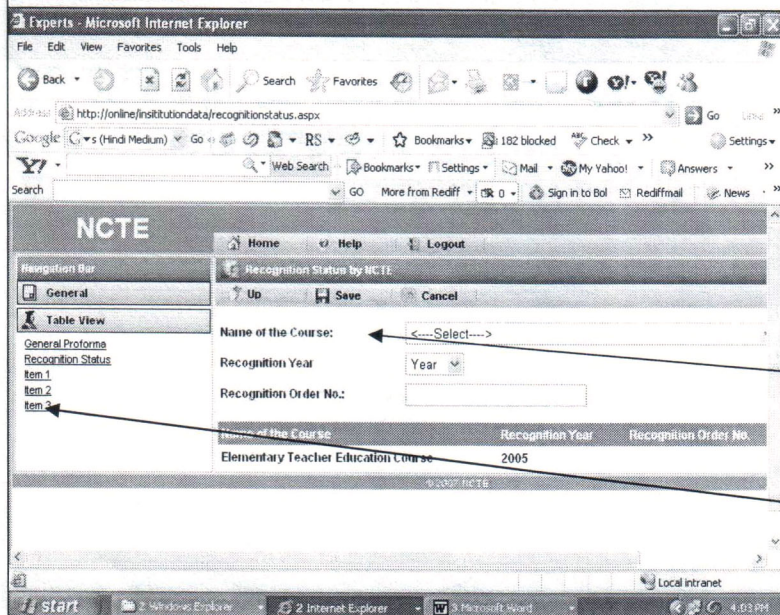 Experts - Microsoft Internet Explorer
File Edit View Favorites Tools Help
Back Search Favorites
Address http://online/insititutiondata/recognitionstatus.aspx Go Links
Google G s (Hindi Medium) Go RS Bookmarks 182 blocked Check Settings
Y! Web Search Bookmarks Settings Mail My Yahoo! Answers
Search GO More from Rediff 0 Sign in to Bol Rediffmail News
NCTE
Home Help Logout
Navigation Bar
Recognition Status by NCTE
General
Up Save Cancel
Table View
General Proforma
Recognition Status
Item 1
Item 2
Item 3
Name of the Course: <----Select---->
Recognition Year Year
Recognition Order No.:
Name of the Course Recognition Year Recognition Order No.
Elementary Teacher Education Course 2005
© 2007 NCTE
Local intranet
start 2 Windows Explorer 2 Internet Explorer 3 Microsoft Word 4:03 PM